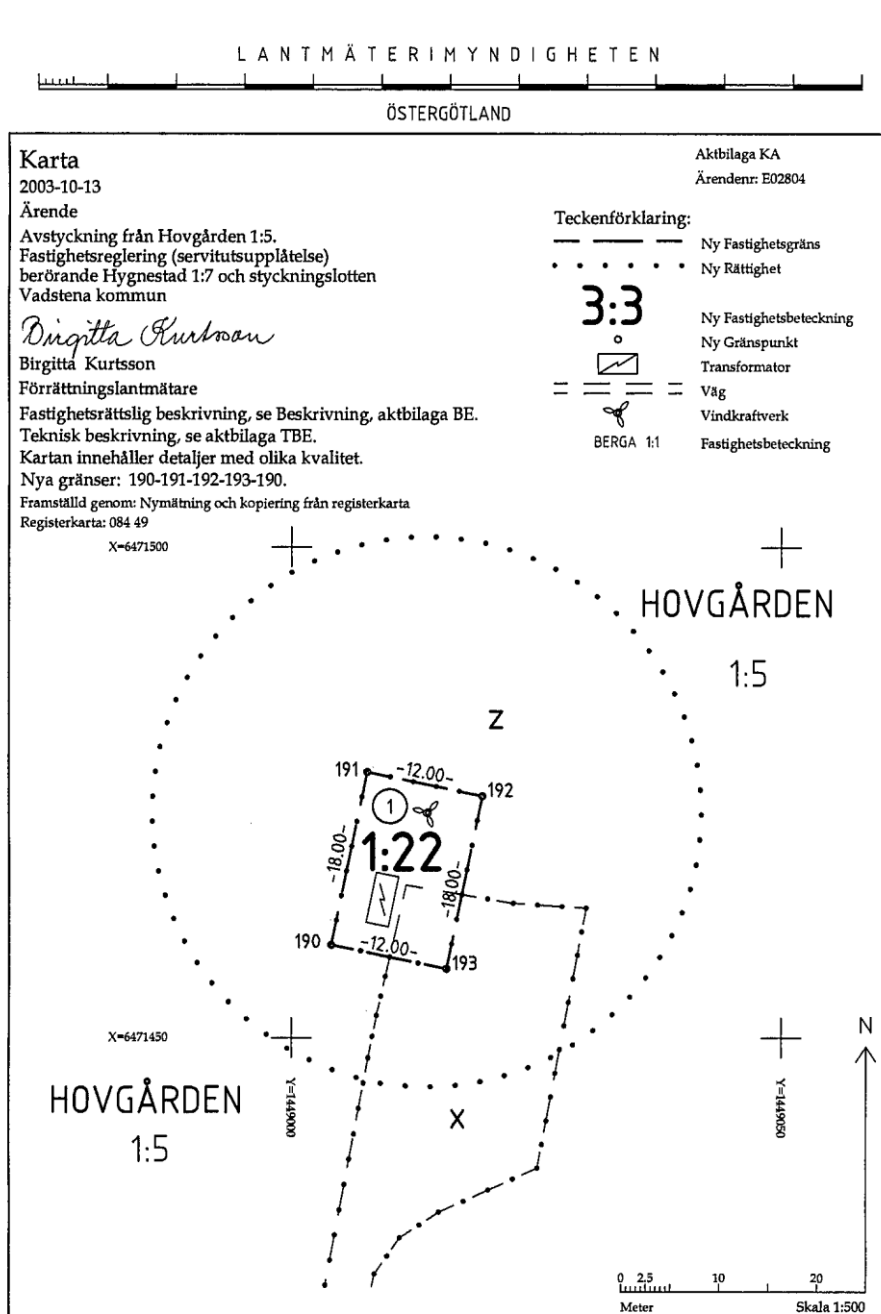 LANTMÄTERIMYNDIGHETEN
ÖSTERGÖTLAND
Karta
2003-10-13
Ärende
Avstyckning från Hovgården 1:5.
Fastighetsreglering (servitutsupplåtelse)
berörande Hygnestad 1:7 och styckningslotten
Vadstena kommun
Birgitta Kurtsson
Birgitta Kurtsson
Förrättningslantmätare
Fastighetsrättslig beskrivning, se Beskrivning, aktbilaga BE.
Teknisk beskrivning, se aktbilaga TBE.
Kartan innehåller detaljer med olika kvalitet.
Nya gränser: 190-191-192-193-190.
Framställd genom: Nymätning och kopiering från registerkarta
Registerkarta: 084 49
Aktbilaga KA
Ärendenr: E02804
Teckenförklaring:
Ny Fastighetsgräns
Ny Rättighet
3:3 Ny Fastighetsbeteckning
Ny Gränspunkt
Transformator
Väg
Vindkraftverk
BERGA 1:1 Fastighetsbeteckning
X=6471500
HOVGÅRDEN
1:5
Z
191 -12.00- 192
1
1:22
-18.00-
-18.00-
190 -12.00- 193
X=6471450
N
HOVGÅRDEN
1:5
Y=1449000
X
Y=1449050
0 2.5 10 20
Meter Skala 1:500